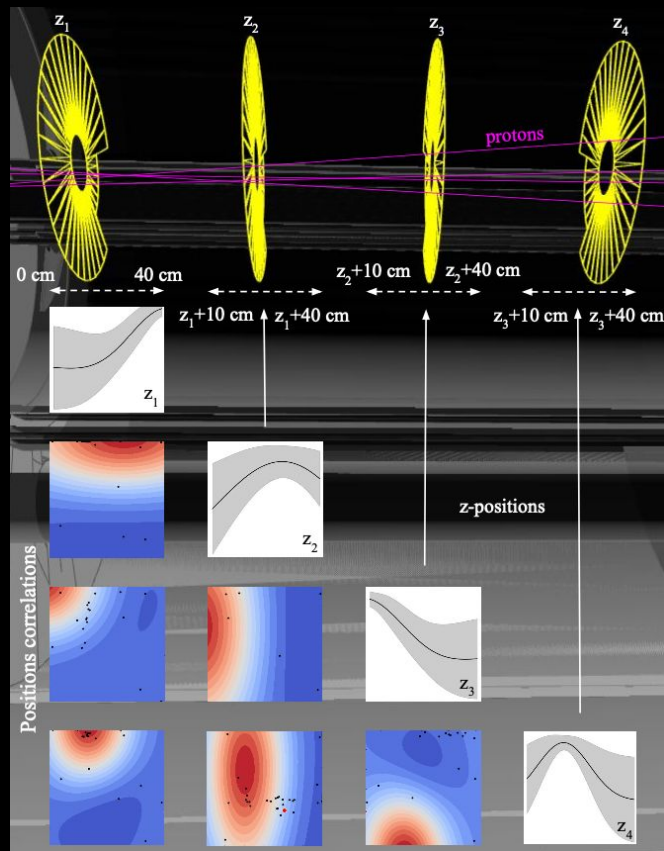 z₁ z₂ z₃ z₄
protons
0 cm 40 cm z₂+10 cm z₂+40 cm
z₁+10 cm z₁+40 cm z₃+10 cm z₃+40 cm
z₁
z-positions
z₂
Positions correlations
z₃
z₄